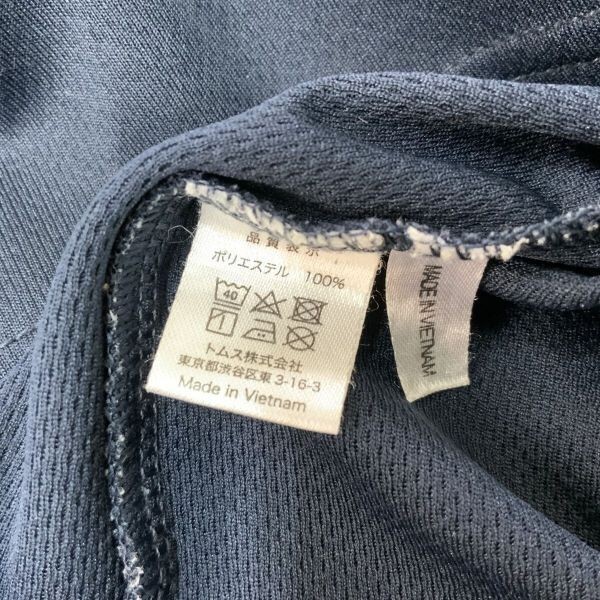 品質表示
ポリエステル 100%
40
トムス株式会社
東京都渋谷区東3-16-3
Made in Vietnam
MADE IN VIETNAM